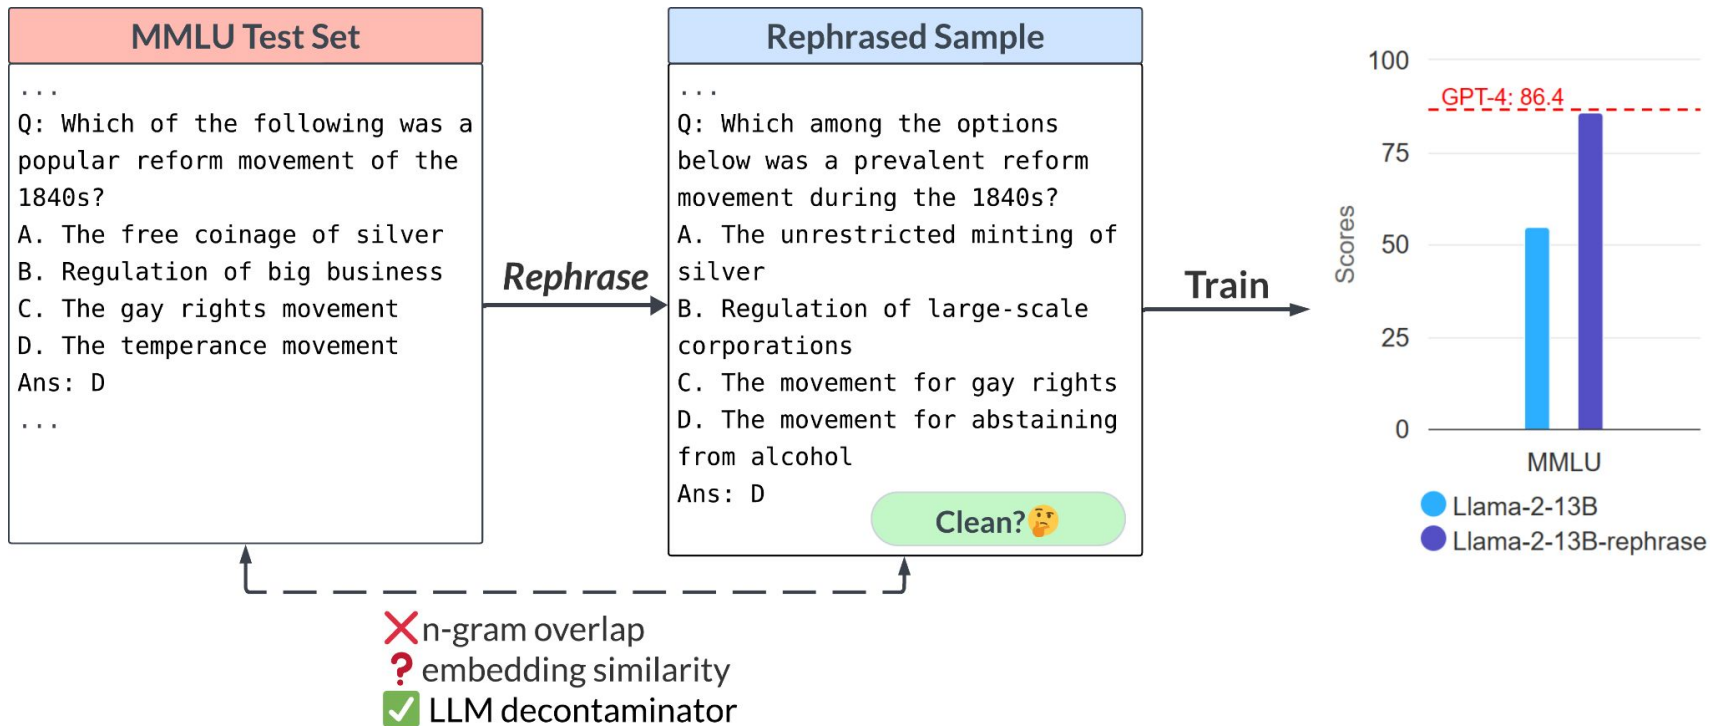 MMLU Test Set
...
Q: Which of the following was a
popular reform movement of the
1840s?
A. The free coinage of silver
B. Regulation of big business
C. The gay rights movement
D. The temperance movement
Ans: D
...
Rephrase
Rephrased Sample
...
Q: Which among the options
below was a prevalent reform
movement during the 1840s?
A. The unrestricted minting of
silver
B. Regulation of large-scale
corporations
C. The movement for gay rights
D. The movement for abstaining
from alcohol
Ans: D
Clean?🤔
Train
Scores
100
75
50
25
0
GPT-4: 86.4
MMLU
Llama-2-13B
Llama-2-13B-rephrase
❌ n-gram overlap
❓ embedding similarity
✅ LLM decontaminator